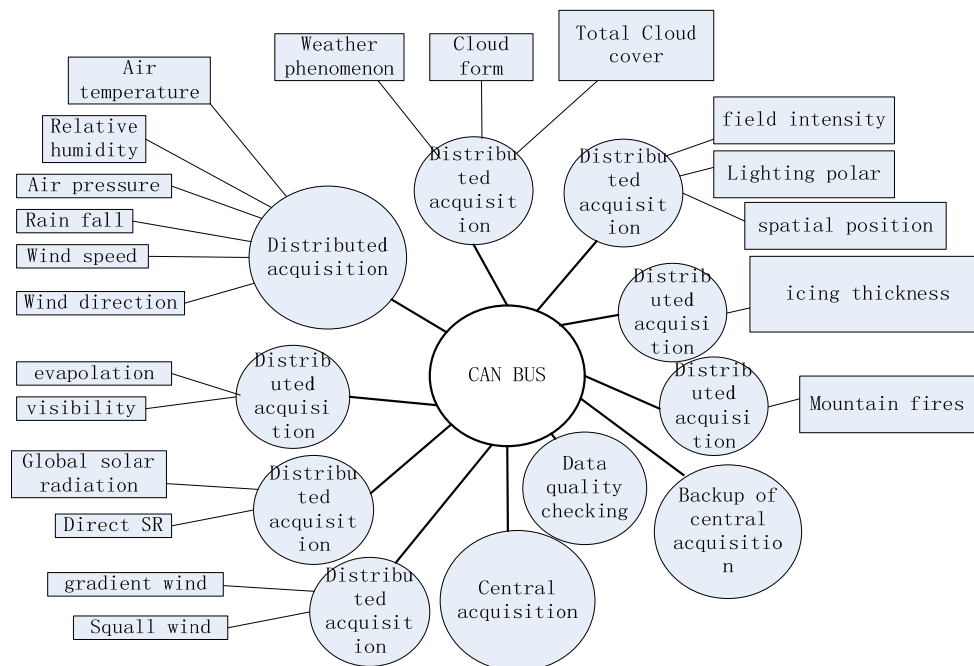 Weather
phenomenon
Cloud
form
Total Cloud
cover
Air
temperature
Relative
humidity
Air pressure
Rain fall
Wind speed
Wind direction
Distributed
acquisition
Distribu
ted
acquisit
ion
Distribu
ted
acquisit
ion
field intensity
Lighting polar
spatial position
Distrib
uted
acquisi
tion
icing thickness
CAN BUS
Distrib
uted
acquisi
tion
Mountain fires
evapolation
visibility
Distrib
uted
acquisi
tion
Global solar
radiation
Direct SR
Distribu
ted
acquisit
ion
gradient wind
Squall wind
Distribu
ted
acquisit
ion
Central
acquisition
Data
quality
checking
Backup of
central
acquisitio
n